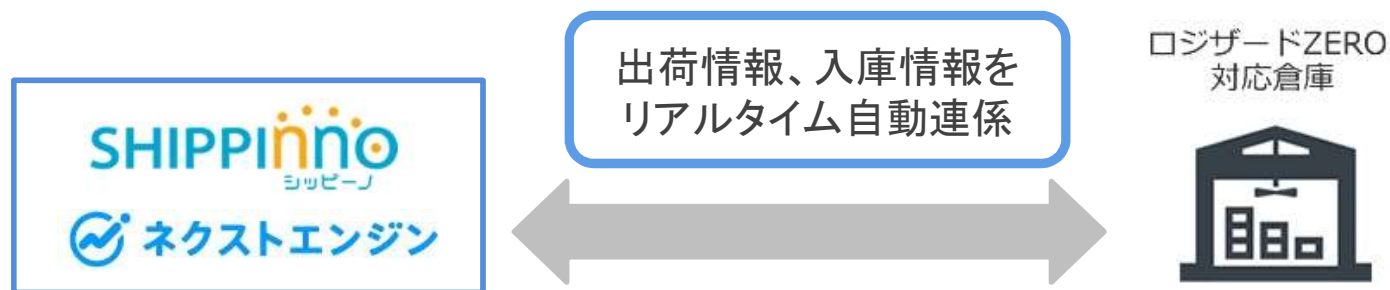 SHIPPINNO
シッピーノ
ネクストエンジン
出荷情報、入庫情報を
リアルタイム自動連係
ロジザードZERO
対応倉庫